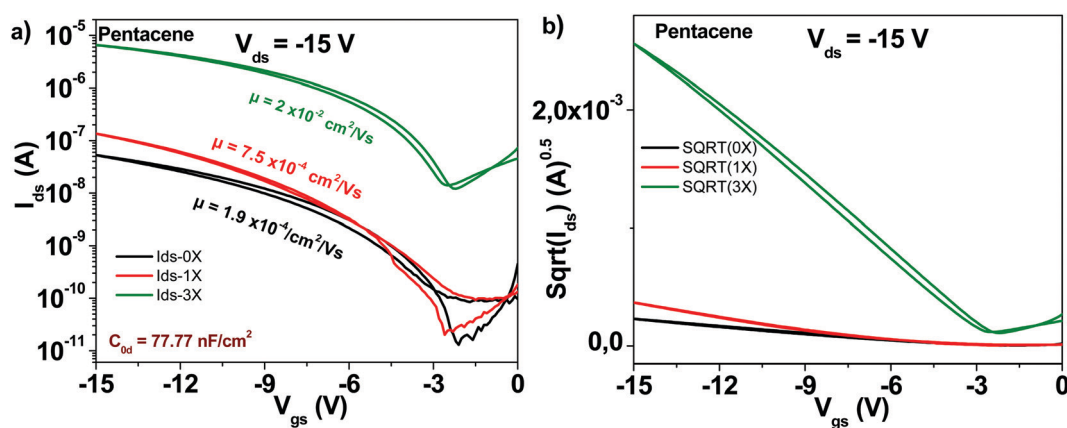 a)
Pentacene
V_ds = -15 V
10^-5
10^-6
10^-7
10^-8
10^-9
10^-10
10^-11
I_ds (A)
μ = 2 x10^-2 cm^2/Vs
μ = 7.5 x10^-4 cm^2/Vs
μ = 1.9 x10^-4/cm^2/Vs
Ids-0X
Ids-1X
Ids-3X
C_0d = 77.77 nF/cm^2
-15 -12 -9 -6 -3 0
V_gs (V)
b)
Pentacene
V_ds = -15 V
2,0x10^-3
0,0
Sqrt(I_ds) (A)^0.5
SQRT(0X)
SQRT(1X)
SQRT(3X)
-15 -12 -9 -6 -3 0
V_gs (V)